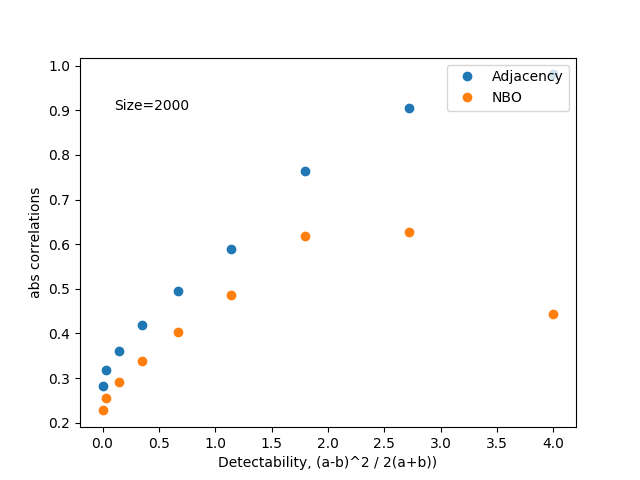 1.0
0.9
0.8
0.7
0.6
0.5
0.4
0.3
0.2
abs correlations
Size=2000
Adjacency
NBO
0.0 0.5 1.0 1.5 2.0 2.5 3.0 3.5 4.0
Detectability, (a-b)^2 / 2(a+b))